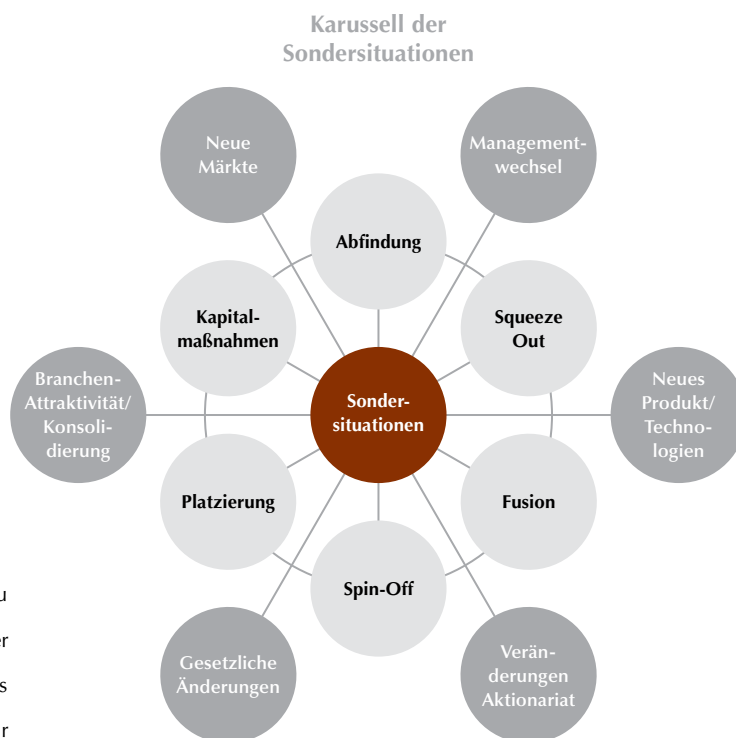 Karussell der
Sondersituationen
Neue
Märkte
Management-
wechsel
Abfindung
Kapital-
maßnahmen
Squeeze
Out
Branchen-
Attraktivität/
Konsoli-
dierung
Sonder-
situationen
Neues
Produkt/
Techno-
logien
Platzierung
Fusion
Spin-Off
Gesetzliche
Änderungen
Verän-
derungen
Aktionariat
u
er
s
r